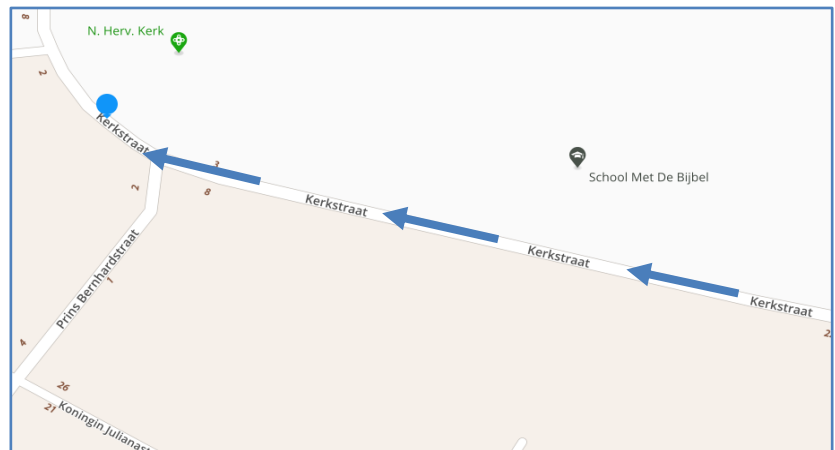 8
N. Herv. Kerk
2
Kerkstraat
3
School Met De Bijbel
2
8
Kerkstraat
Kerkstraat
Prins Bernhardstraat
1
Kerkstraat
4
26
21
Koningin Julianast